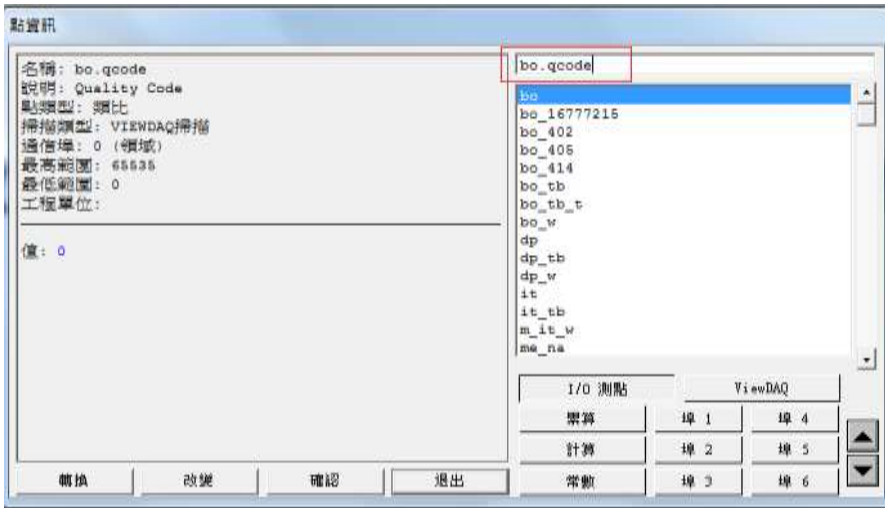 點資訊
名稱: bo.qcode
說明: Quality Code
點類型: 類比
掃描類型: VIEWDAQ掃描
通信埠: 0 (領域)
最高範圍: 65535
最低範圍: 0
工程單位:
值: 0
bo.qcode
bo
bo_16777215
bo_402
bo_405
bo_414
bo_tb
bo_tb_t
bo_w
dp
dp_tb
dp_w
it
it_tb
m_it_w
me_na
I/O 測點 ViewDAQ
累算 埠 1 埠 4
計算 埠 2 埠 5
常數 埠 3 埠 6
轉換 改變 確認 退出